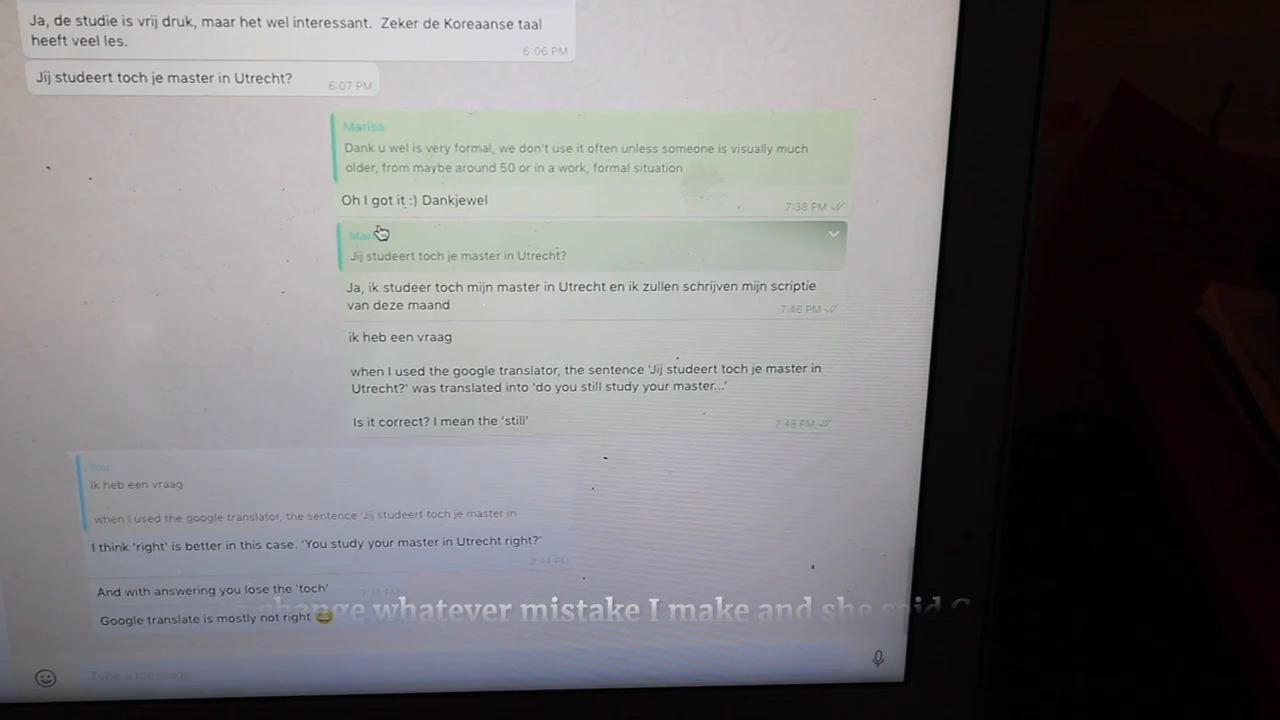 Ja, de studie is vrij druk, maar het wel interessant. Zeker de Koreaanse taal
heeft veel les.
6:06 PM
Jij studeert toch je master in Utrecht?
6:07 PM
Marisa
Dank u wel is very formal, we don't use it often unless someone is visually much
older, from maybe around 50 or in a work, formal situation
Oh I got it :) Dankjewel
7:38 PM
Jij studeert toch je master in Utrecht?
Ja, ik studeer toch mijn master in Utrecht en ik zullen schrijven mijn scriptie
van deze maand
7:46 PM
ik heb een vraag
when I used the google translator, the sentence 'Jij studeert toch je master in
Utrecht?' was translated into 'do you still study your master...'
Is it correct? I mean the 'still'
7:48 PM
You
ik heb een vraag
when I used the google translator, the sentence 'Jij studeert toch je master in
I think 'right' is better in this case. 'You study your master in Utrecht right?'
And with answering you lose the 'toch'
change whatever mistake I make and she said
Google translate is mostly not right 😄
Type a message